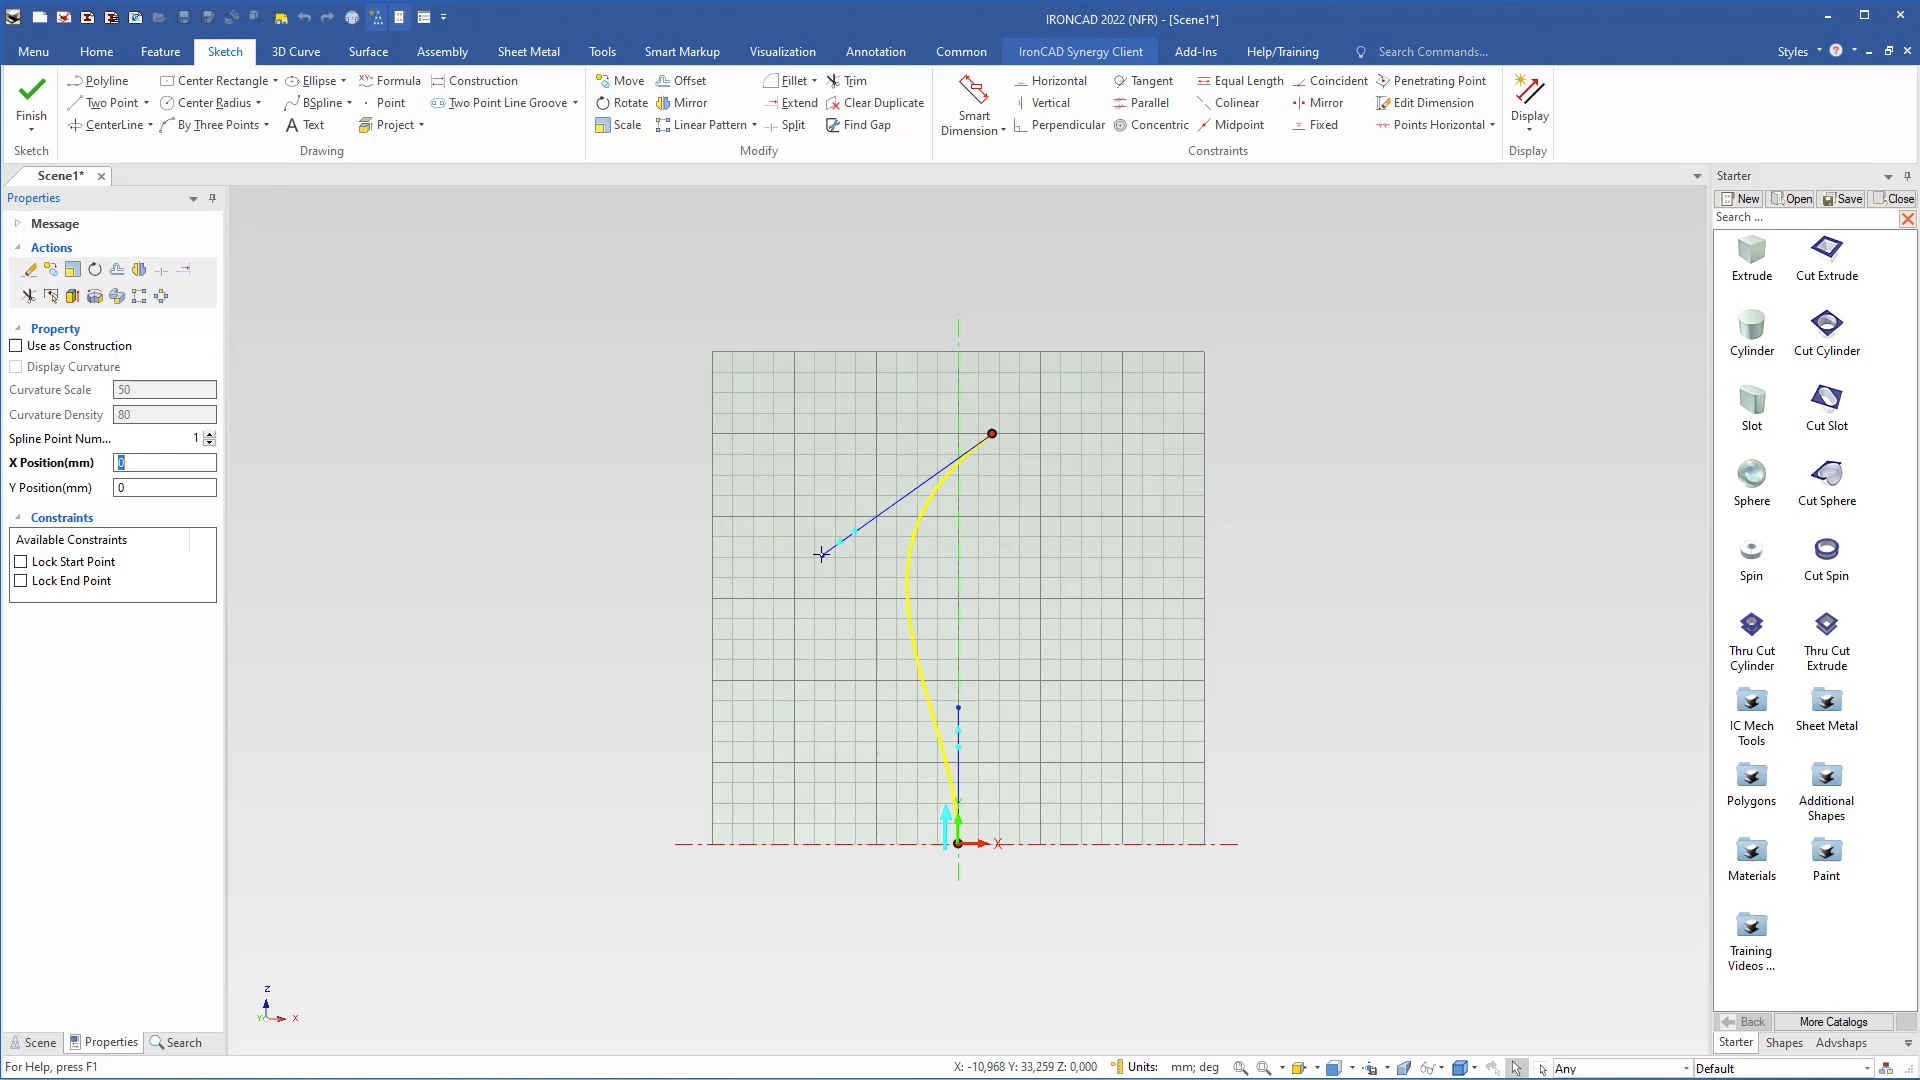 IRONCAD 2022 (NFR) - [Scene1*]
Menu Home Feature Sketch 3D Curve Surface Assembly Sheet Metal Tools Smart Markup Visualization Annotation Common IronCAD Synergy Client Add-Ins Help/Training Search Commands... Styles
Polyline Center Rectangle Ellipse Formula Construction Move Offset Fillet Trim Horizontal Tangent Equal Length Coincident Penetrating Point
Two Point Center Radius BSpline Point Two Point Line Groove Rotate Mirror Extend Clear Duplicate Vertical Parallel Colinear Mirror Edit Dimension
Finish Smart Dimension Display
CenterLine By Three Points Text Project Scale Linear Pattern Split Find Gap Perpendicular Concentric Midpoint Fixed Points Horizontal
Sketch Drawing Modify Constraints Display
Scene1*
Properties
Message
Actions
Property
Use as Construction
Display Curvature
Curvature Scale 50
Curvature Density 80
Spline Point Num... 1
X Position(mm) 0
Y Position(mm) 0
Constraints
Available Constraints
Lock Start Point
Lock End Point
X
Z
Y X
Starter
New Open Save Close
Search ...
Extrude Cut Extrude
Cylinder Cut Cylinder
Slot Cut Slot
Sphere Cut Sphere
Spin Cut Spin
Thru Cut Cylinder
Thru Cut Extrude
IC Mech Tools
Sheet Metal
Polygons
Additional Shapes
Materials Paint
Training Videos ...
Back More Catalogs
Scene Properties Search
Starter Shapes Advshaps
For Help, press F1
X: -10,968 Y: 33,259 Z: 0,000 Units: mm; deg Any Default